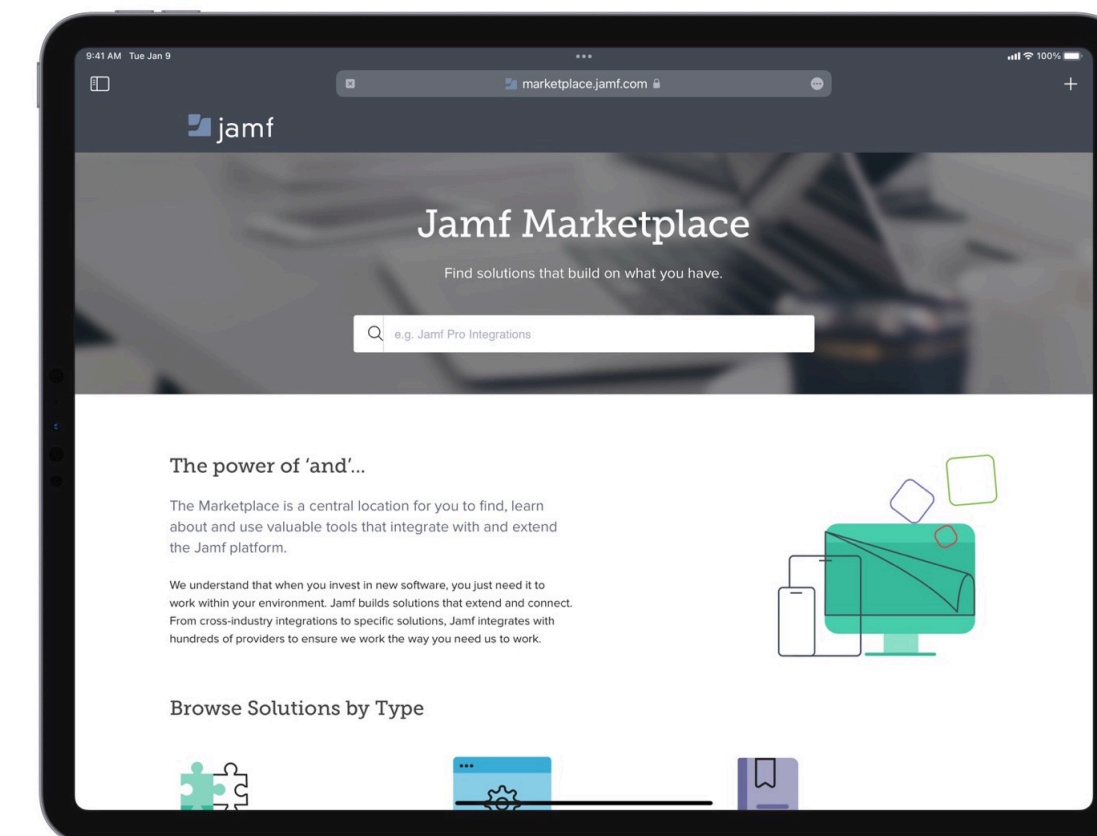 9:41 AM Tue Jan 9
100%
marketplace.jamf.com
jamf
Jamf Marketplace
Find solutions that build on what you have.
e.g. Jamf Pro Integrations
The power of ‘and’...
The Marketplace is a central location for you to find, learn
about and use valuable tools that integrate with and extend
the Jamf platform.
We understand that when you invest in new software, you just need it to
work within your environment. Jamf builds solutions that extend and connect.
From cross-industry integrations to specific solutions, Jamf integrates with
hundreds of providers to ensure we work the way you need us to work.
Browse Solutions by Type